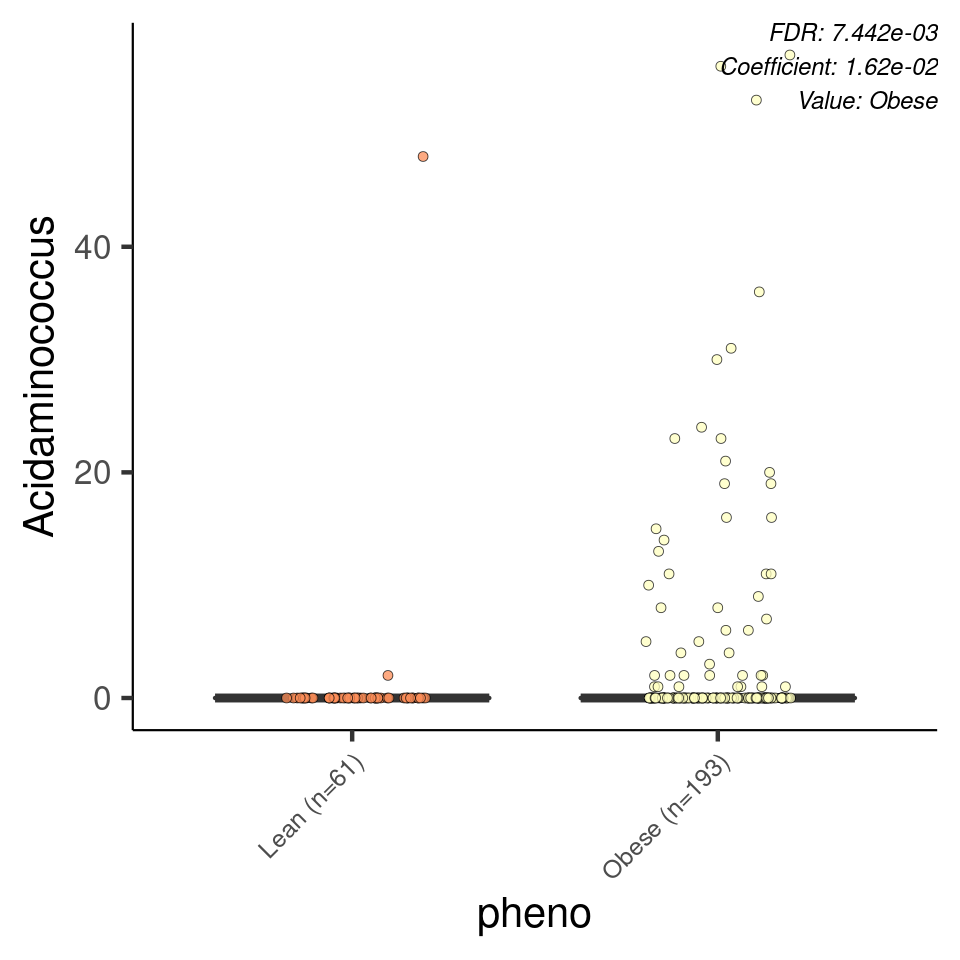 FDR: 7.442e-03
Coefficient: 1.62e-02
Value: Obese
Acidaminococcus
40
20
0
Lean (n=61)
Obese (n=193)
pheno